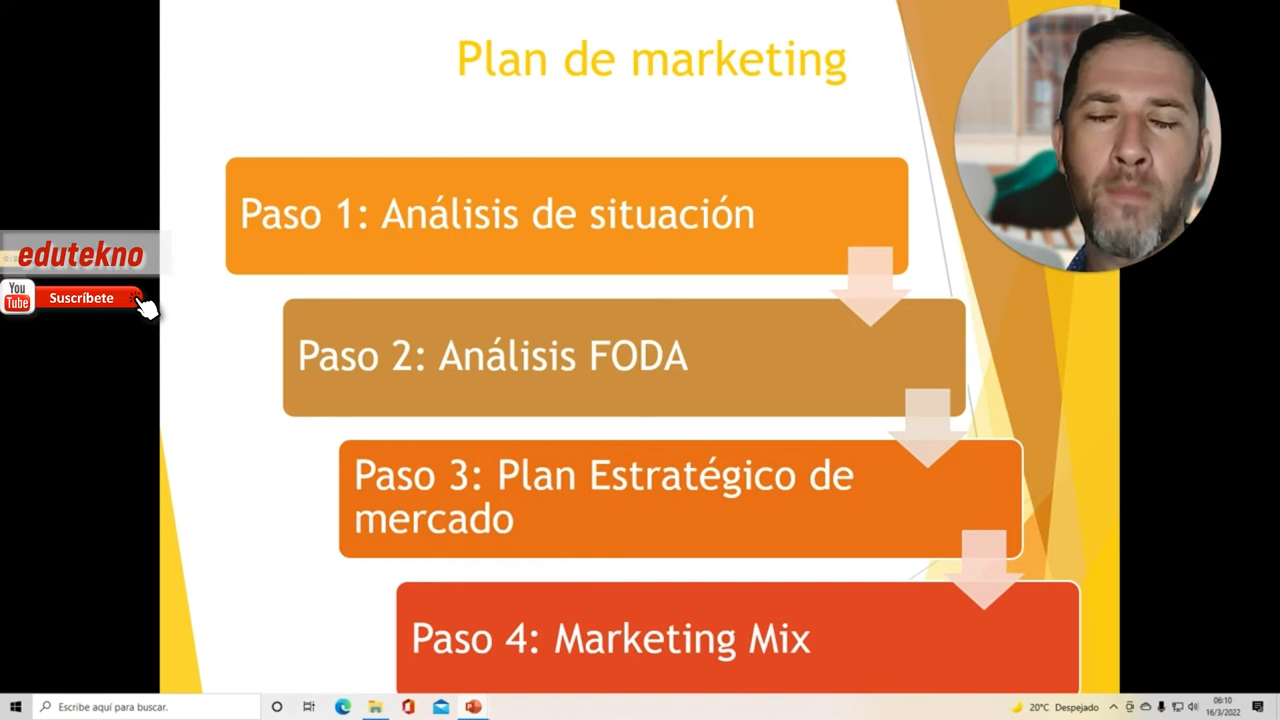 Plan de marketing
Paso 1: Análisis de situación
edutekno
You
Tube
Suscríbete
Paso 2: Análisis FODA
Paso 3: Plan Estratégico de
mercado
Paso 4: Marketing Mix
Escribe aquí para buscar.
20°C Despejado
06:10
16/3/2022